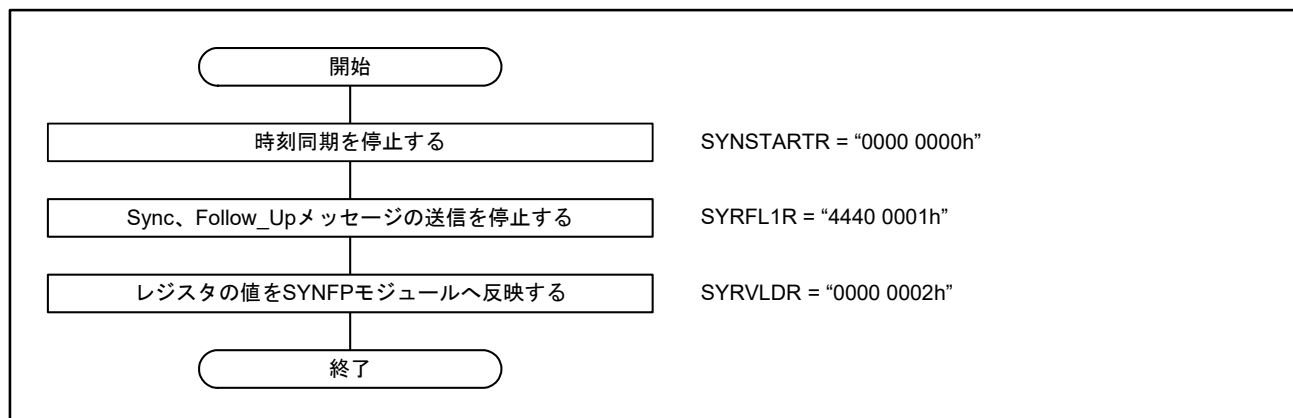 開始
時刻同期を停止する
SYNSTARTR = “0000 0000h”
Sync、Follow_Upメッセージの送信を停止する
SYRFL1R = “4440 0001h”
レジスタの値をSYNFPモジュールへ反映する
SYRVLDR = “0000 0002h”
終了